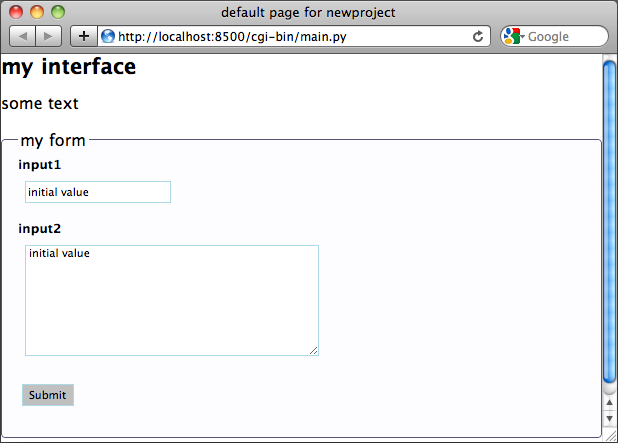 default page for newproject
http://localhost:8500/cgi-bin/main.py
Google
my interface
some text
my form
input1
initial value
input2
initial value
Submit